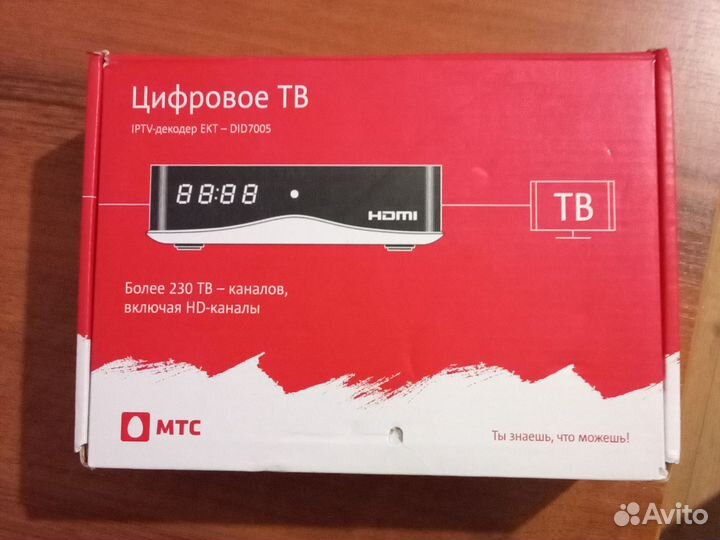 Цифровое ТВ
IPTV-декодер EKT – DID7005
88:88
HDMI
ТВ
Более 230 ТВ – каналов,
включая HD-каналы
МТС
Ты знаешь, что можешь!
Avito